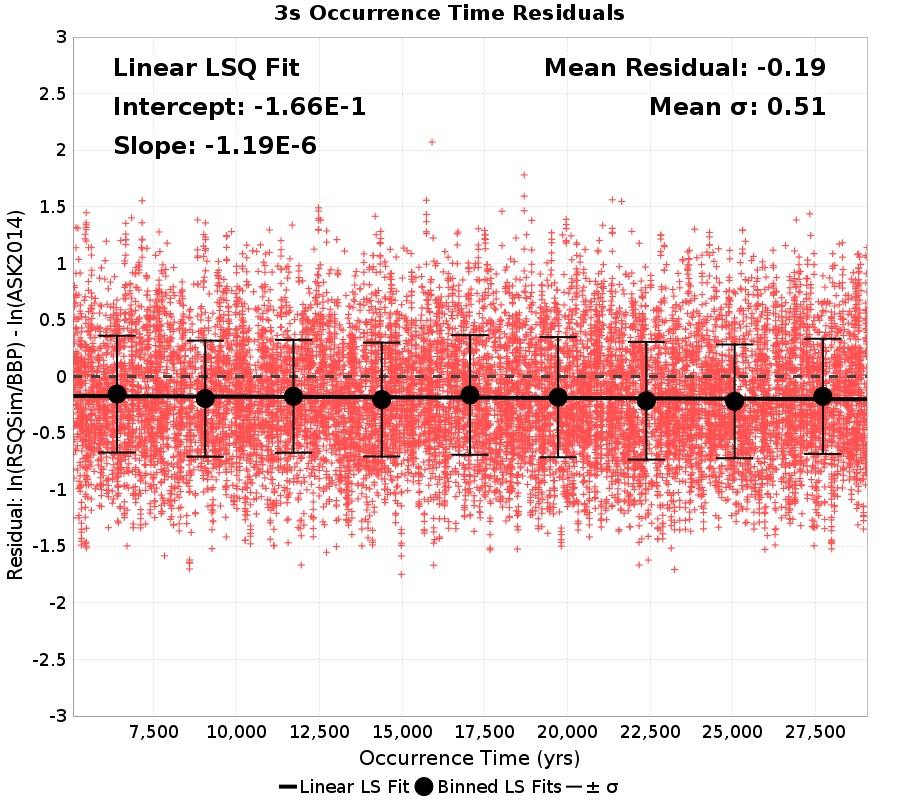 3s Occurrence Time Residuals
Linear LSQ Fit
Intercept: -1.66E-1
Slope: -1.19E-6
Mean Residual: -0.19
Mean σ: 0.51
Residual: ln(RSQSim/BBP) - ln(ASK2014)
3
2.5
2
1.5
1
0.5
0
-0.5
-1
-1.5
-2
-2.5
-3
7,500 10,000 12,500 15,000 17,500 20,000 22,500 25,000 27,500
Occurrence Time (yrs)
Linear LS Fit Binned LS Fits ± σ